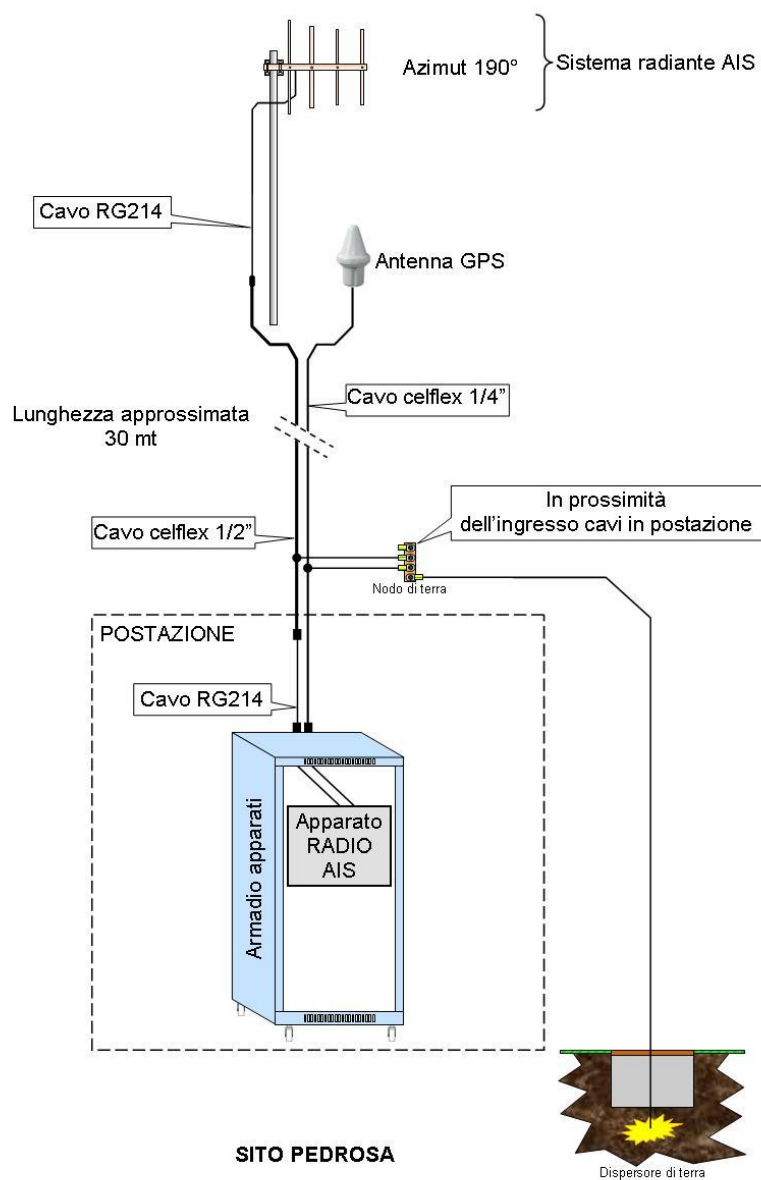 Azimut 190°
Sistema radiante AIS
Cavo RG214
Antenna GPS
Cavo celflex 1/4”
Lunghezza approssimata
30 mt
In prossimità
dell’ingresso cavi in postazione
Cavo celflex 1/2”
Nodo di terra
POSTAZIONE
Cavo RG214
Armadio apparati
Apparato
RADIO
AIS
SITO PEDROSA
Dispersore di terra